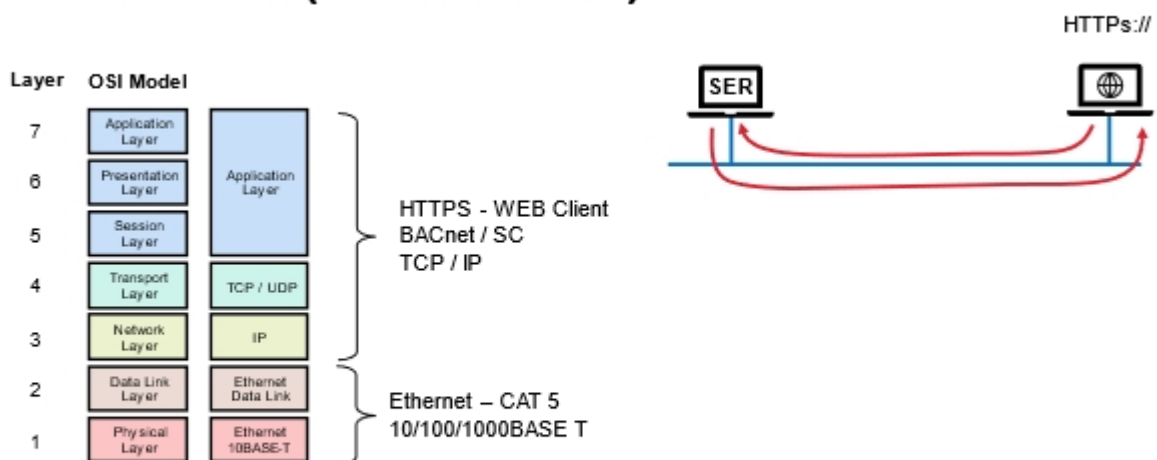 HTTPs://
SER
Layer OSI Model
7 Application Layer
6 Presentation Layer
5 Session Layer
4 Transport Layer
3 Network Layer
2 Data Link Layer
1 Physical Layer
Application
Layer
TCP / UDP
IP
Ethernet
Data Link
Ethernet
10BASE-T
HTTPS - WEB Client
BACnet / SC
TCP / IP
Ethernet – CAT 5
10/100/1000BASE T